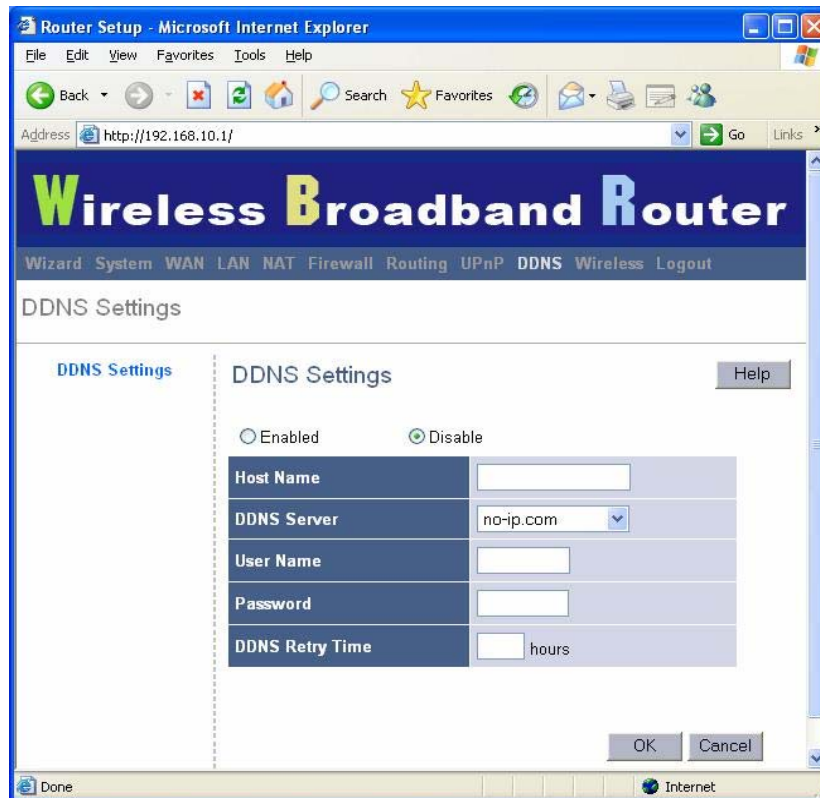 Router Setup - Microsoft Internet Explorer
File Edit View Favorites Tools Help
Back Search Favorites
Address http://192.168.10.1/ Go Links
Wireless Broadband Router
Wizard System WAN LAN NAT Firewall Routing UPnP DDNS Wireless Logout
DDNS Settings
DDNS Settings
DDNS Settings
Help
Enabled Disable
Host Name
DDNS Server no-ip.com
User Name
Password
DDNS Retry Time hours
OK Cancel
Done Internet